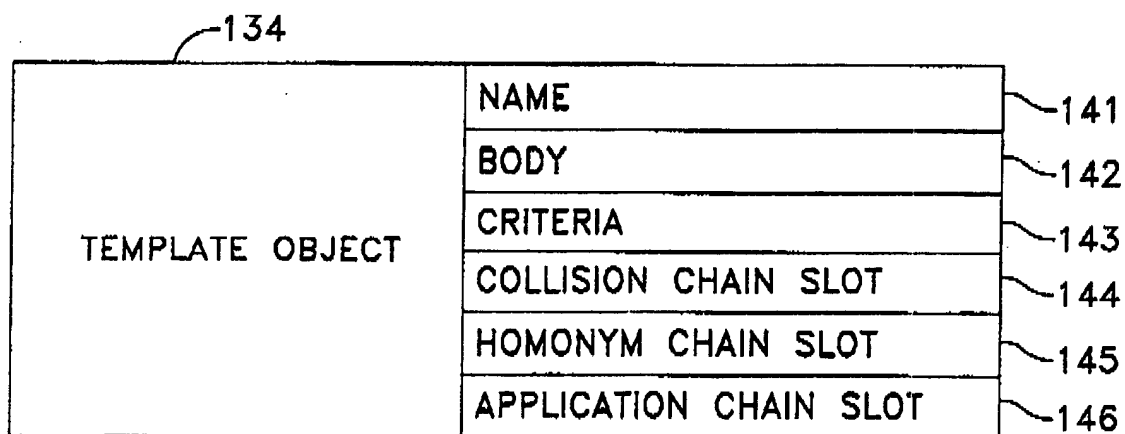 134
NAME
141
BODY
142
CRITERIA
143
TEMPLATE OBJECT
COLLISION CHAIN SLOT
144
HOMONYM CHAIN SLOT
145
APPLICATION CHAIN SLOT
146